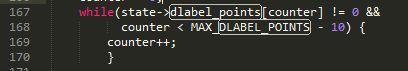 167 while(state->dlabel_points[counter] != 0 &&
168 counter < MAX_DLABEL_POINTS - 10) {
169 counter++;
170 }